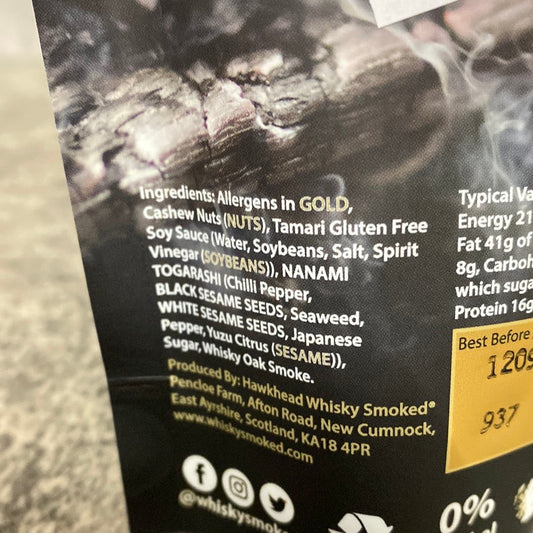 Ingredients: Allergens in GOLD,
Cashew Nuts (NUTS), Tamari Gluten Free
Soy Sauce (Water, Soybeans, Salt, Spirit
Vinegar (SOYBEANS)), NANAMI
TOGARASHI (Chilli Pepper,
BLACK SESAME SEEDS, Seaweed,
WHITE SESAME SEEDS, Japanese
Pepper, Yuzu Citrus (SESAME)),
Sugar, Whisky Oak Smoke.
Produced By: Hawkhead Whisky Smoked®
Pencloe Farm, Afton Road, New Cumnock,
East Ayrshire, Scotland, KA18 4PR
www.whiskysmoked.com
@whiskysmoked
Typical Va
Energy 21
Fat 41g of
8g, Carboh
which suga
Protein 16g
Best Before
1209
937
0%